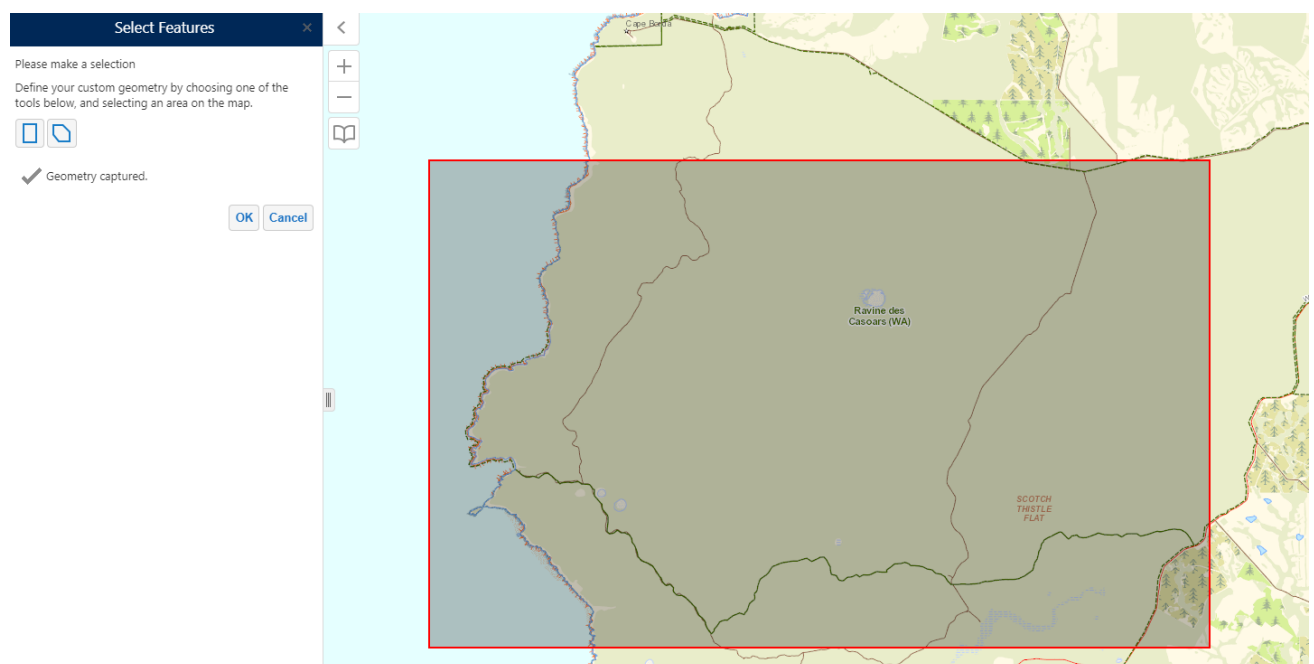 Select Features
Please make a selection
Define your custom geometry by choosing one of the
tools below, and selecting an area on the map.
Geometry captured.
OK Cancel
Cape Borda
Ravine des
Casoars (WA)
SCOTCH
THISTLE
FLAT